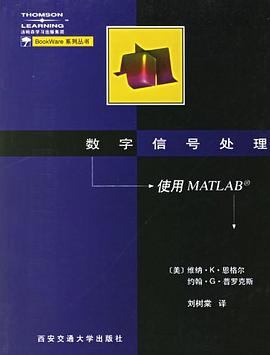 THOMSON
LEARNING
汤姆森学习出版集团
BookWare 系列丛书
数字信号处理
使用 MATLAB®
〔美〕维纳·K·恩格尔
约翰·G·普罗克斯
刘树棠 译
西安交通大学出版社